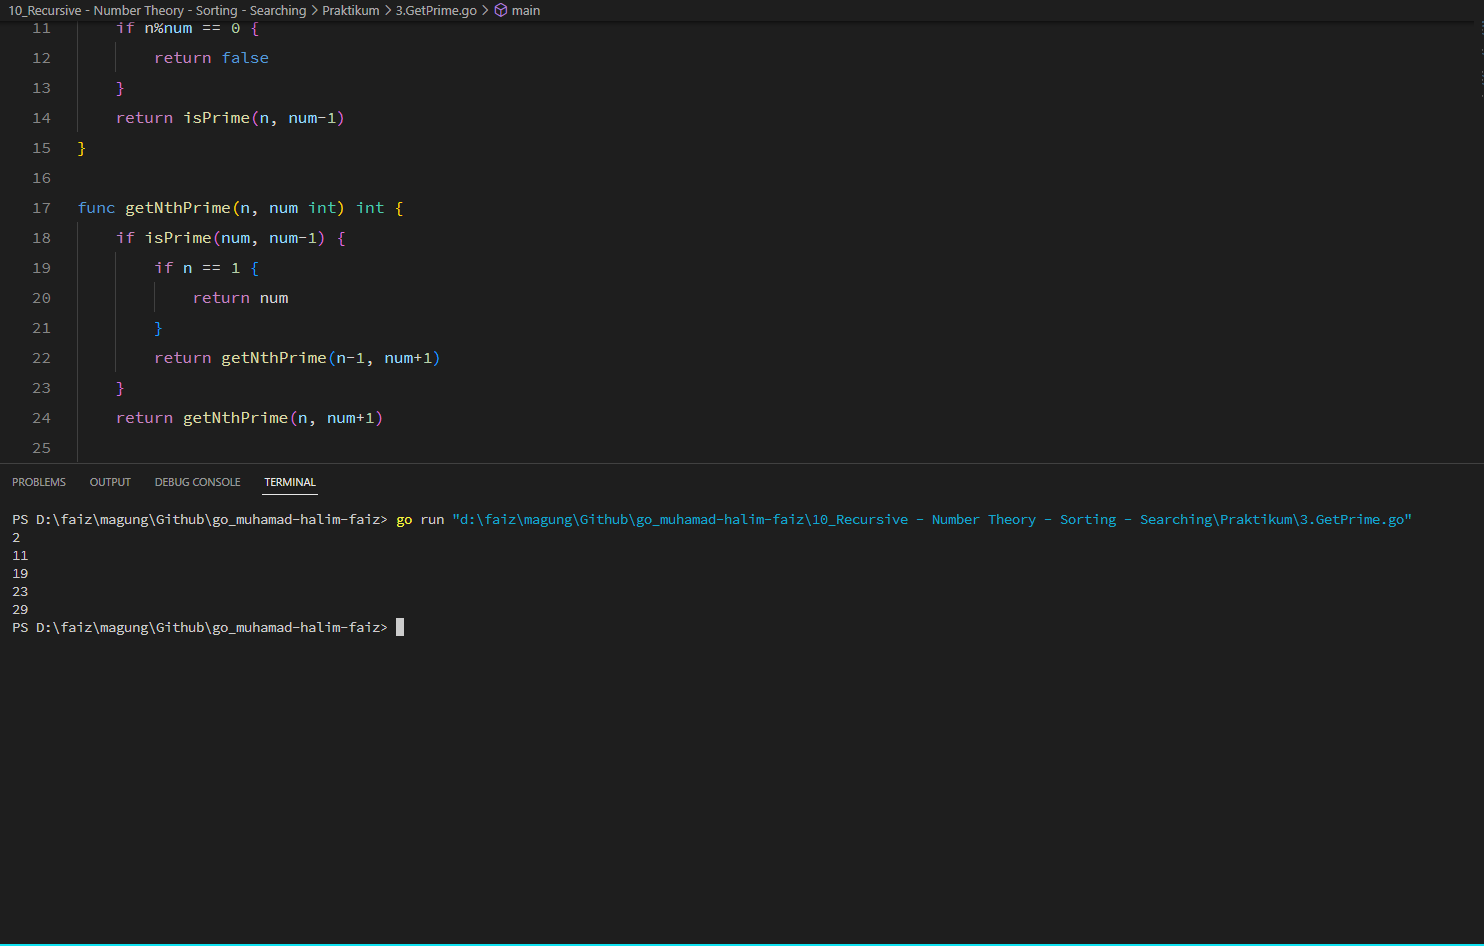 10_Recursive - Number Theory - Sorting - Searching > Praktikum > 3.GetPrime.go > main
11 if n%num == 0 {
12 return false
13 }
14 return isPrime(n, num-1)
15 }
16
17 func getNthPrime(n, num int) int {
18 if isPrime(num, num-1) {
19 if n == 1 {
20 return num
21 }
22 return getNthPrime(n-1, num+1)
23 }
24 return getNthPrime(n, num+1)
25
PROBLEMS OUTPUT DEBUG CONSOLE TERMINAL
PS D:\faiz\magung\Github\go_muhamad-halim-faiz> go run "d:\faiz\magung\Github\go_muhamad-halim-faiz\10_Recursive - Number Theory - Sorting - Searching\Praktikum\3.GetPrime.go"
2
11
19
23
29
PS D:\faiz\magung\Github\go_muhamad-halim-faiz>